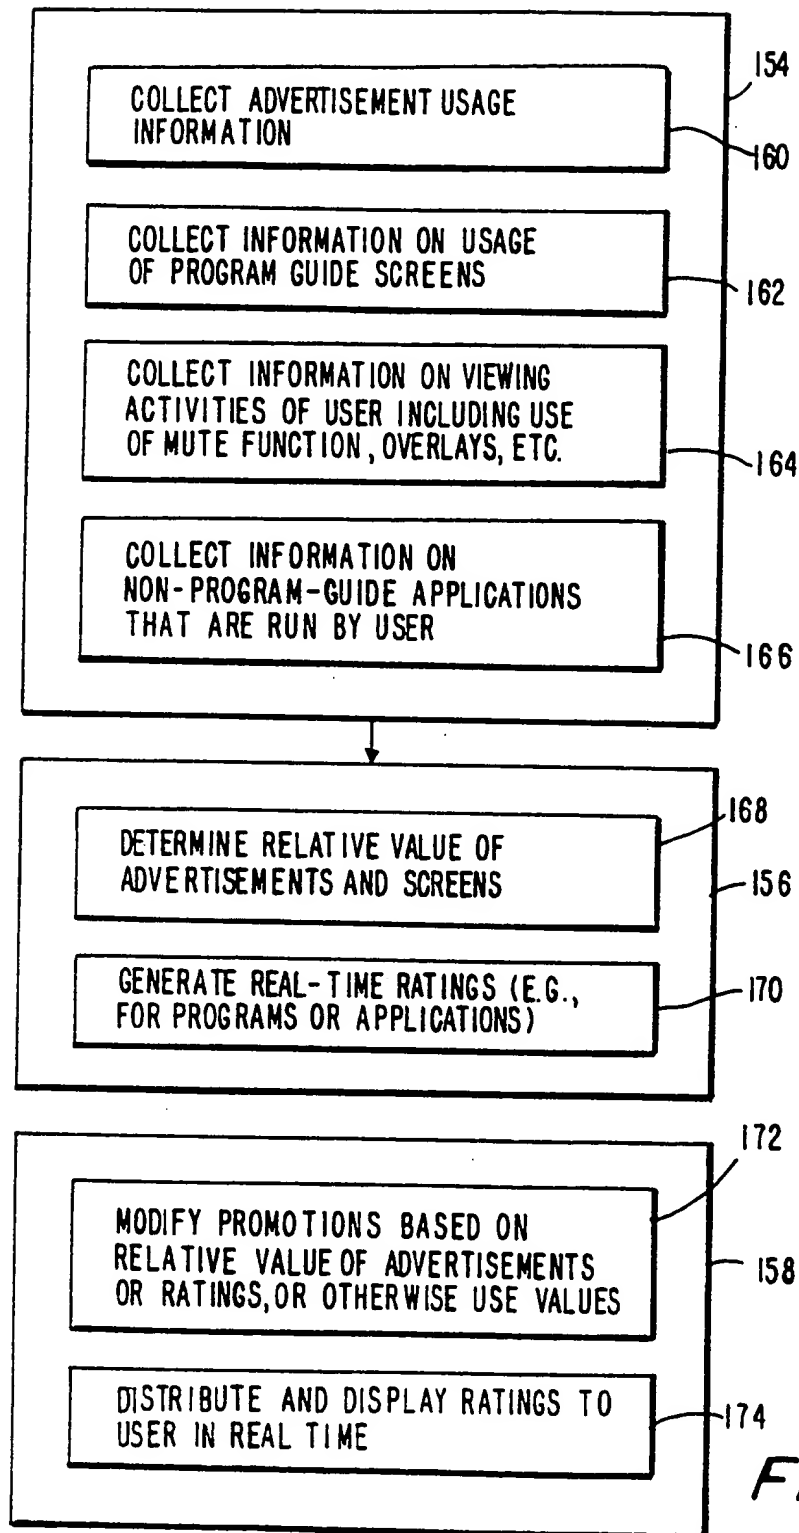 154
COLLECT ADVERTISEMENT USAGE
INFORMATION
160
COLLECT INFORMATION ON USAGE
OF PROGRAM GUIDE SCREENS
162
COLLECT INFORMATION ON VIEWING
ACTIVITIES OF USER INCLUDING USE
OF MUTE FUNCTION, OVERLAYS, ETC.
164
COLLECT INFORMATION ON
NON-PROGRAM-GUIDE APPLICATIONS
THAT ARE RUN BY USER
166
168
DETERMINE RELATIVE VALUE OF
ADVERTISEMENTS AND SCREENS
156
GENERATE REAL-TIME RATINGS (E.G.,
FOR PROGRAMS OR APPLICATIONS)
170
172
MODIFY PROMOTIONS BASED ON
RELATIVE VALUE OF ADVERTISEMENTS
OR RATINGS, OR OTHERWISE USE VALUES
158
DISTRIBUTE AND DISPLAY RATINGS TO
USER IN REAL TIME
174